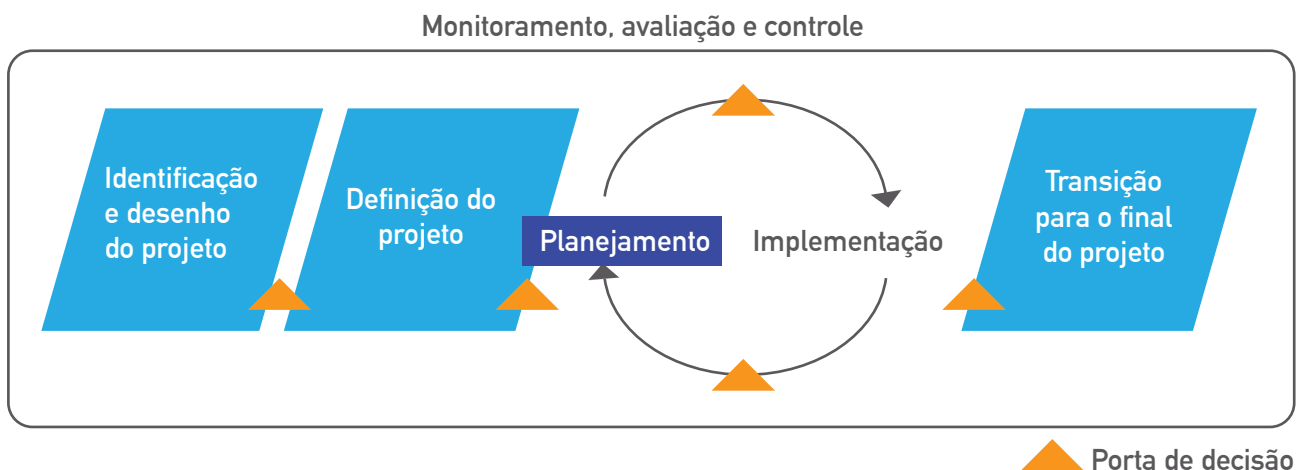 Monitoramento, avaliação e controle
Identificação
e desenho
do projeto
Definição do
projeto
Planejamento
Implementação
Transição
para o final
do projeto
Porta de decisão